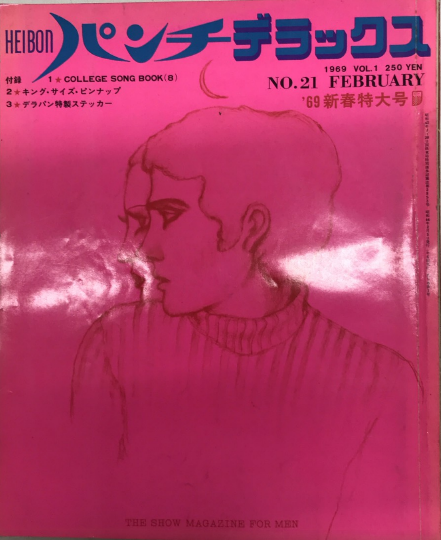 HEIBON パンチデラックス
1969 VOL.1 250 YEN
NO.21 FEBRUARY
'69新春特大号
付録 1★COLLEGE SONG BOOK(8)
2★キング・サイズ・ピンナップ
3★デラパン特製ステッカー
THE SHOW MAGAZINE FOR MEN